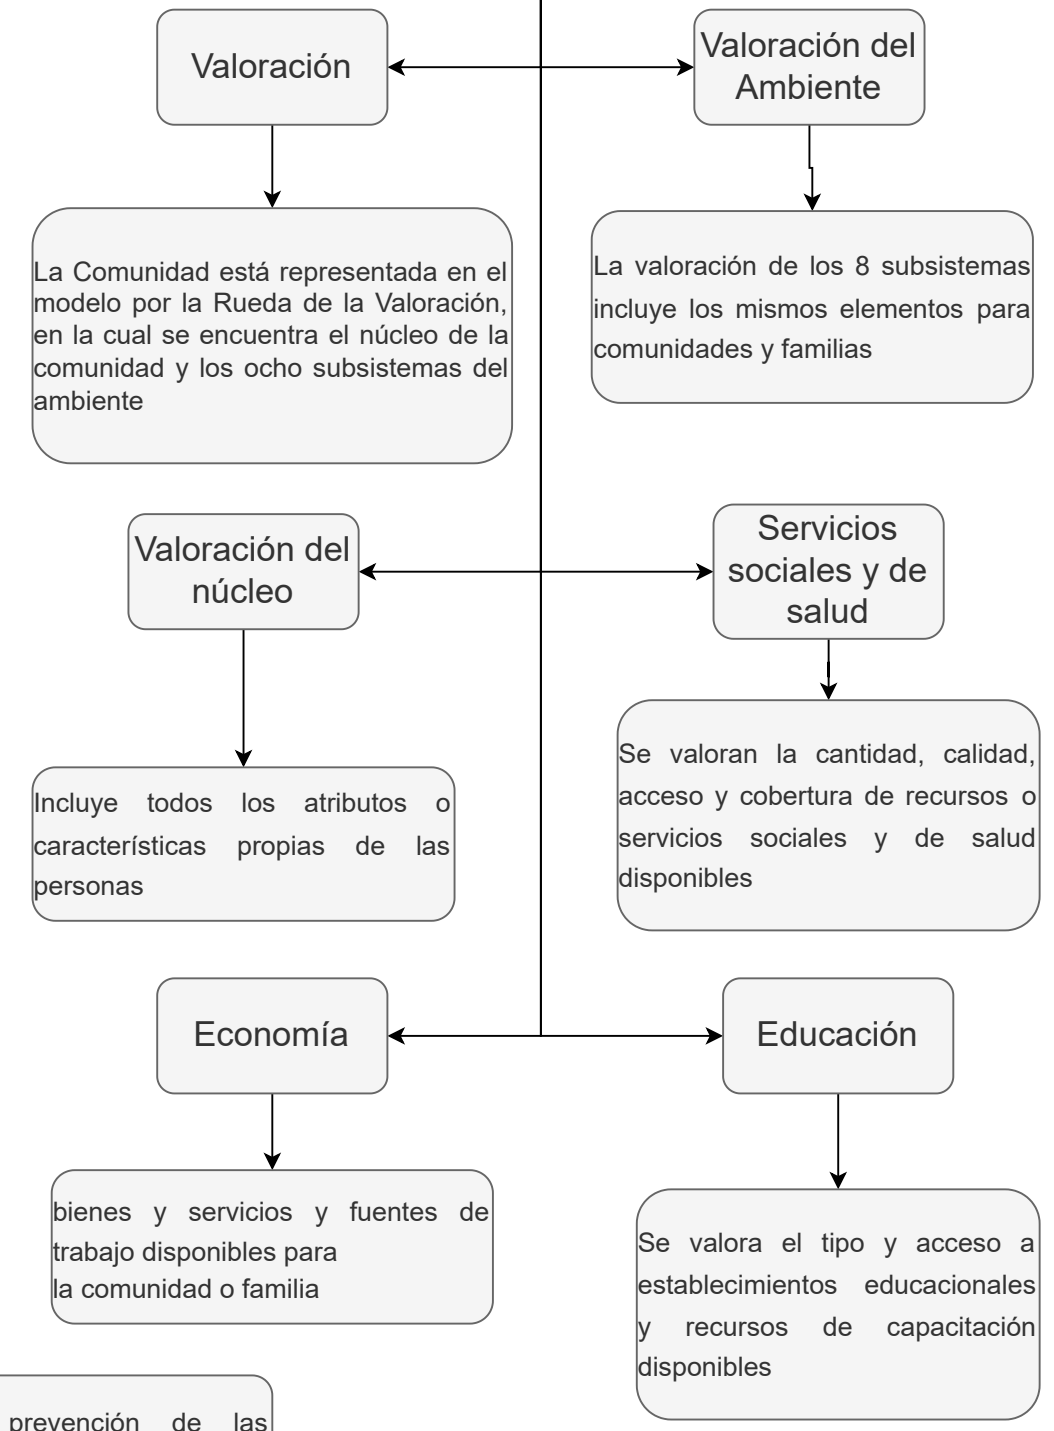 Valoración
Valoración del
Ambiente
La Comunidad está representada en el
modelo por la Rueda de la Valoración,
en la cual se encuentra el núcleo de la
comunidad y los ocho subsistemas del
ambiente
La valoración de los 8 subsistemas
incluye los mismos elementos para
comunidades y familias
Valoración del
núcleo
Servicios
sociales y de
salud
Incluye todos los atributos o
características propias de las
personas
Se valoran la cantidad, calidad,
acceso y cobertura de recursos o
servicios sociales y de salud
disponibles
Economía
Educación
bienes y servicios y fuentes de
trabajo disponibles para
la comunidad o familia
Se valora el tipo y acceso a
establecimientos educacionales
y recursos de capacitación
disponibles
prevención de las